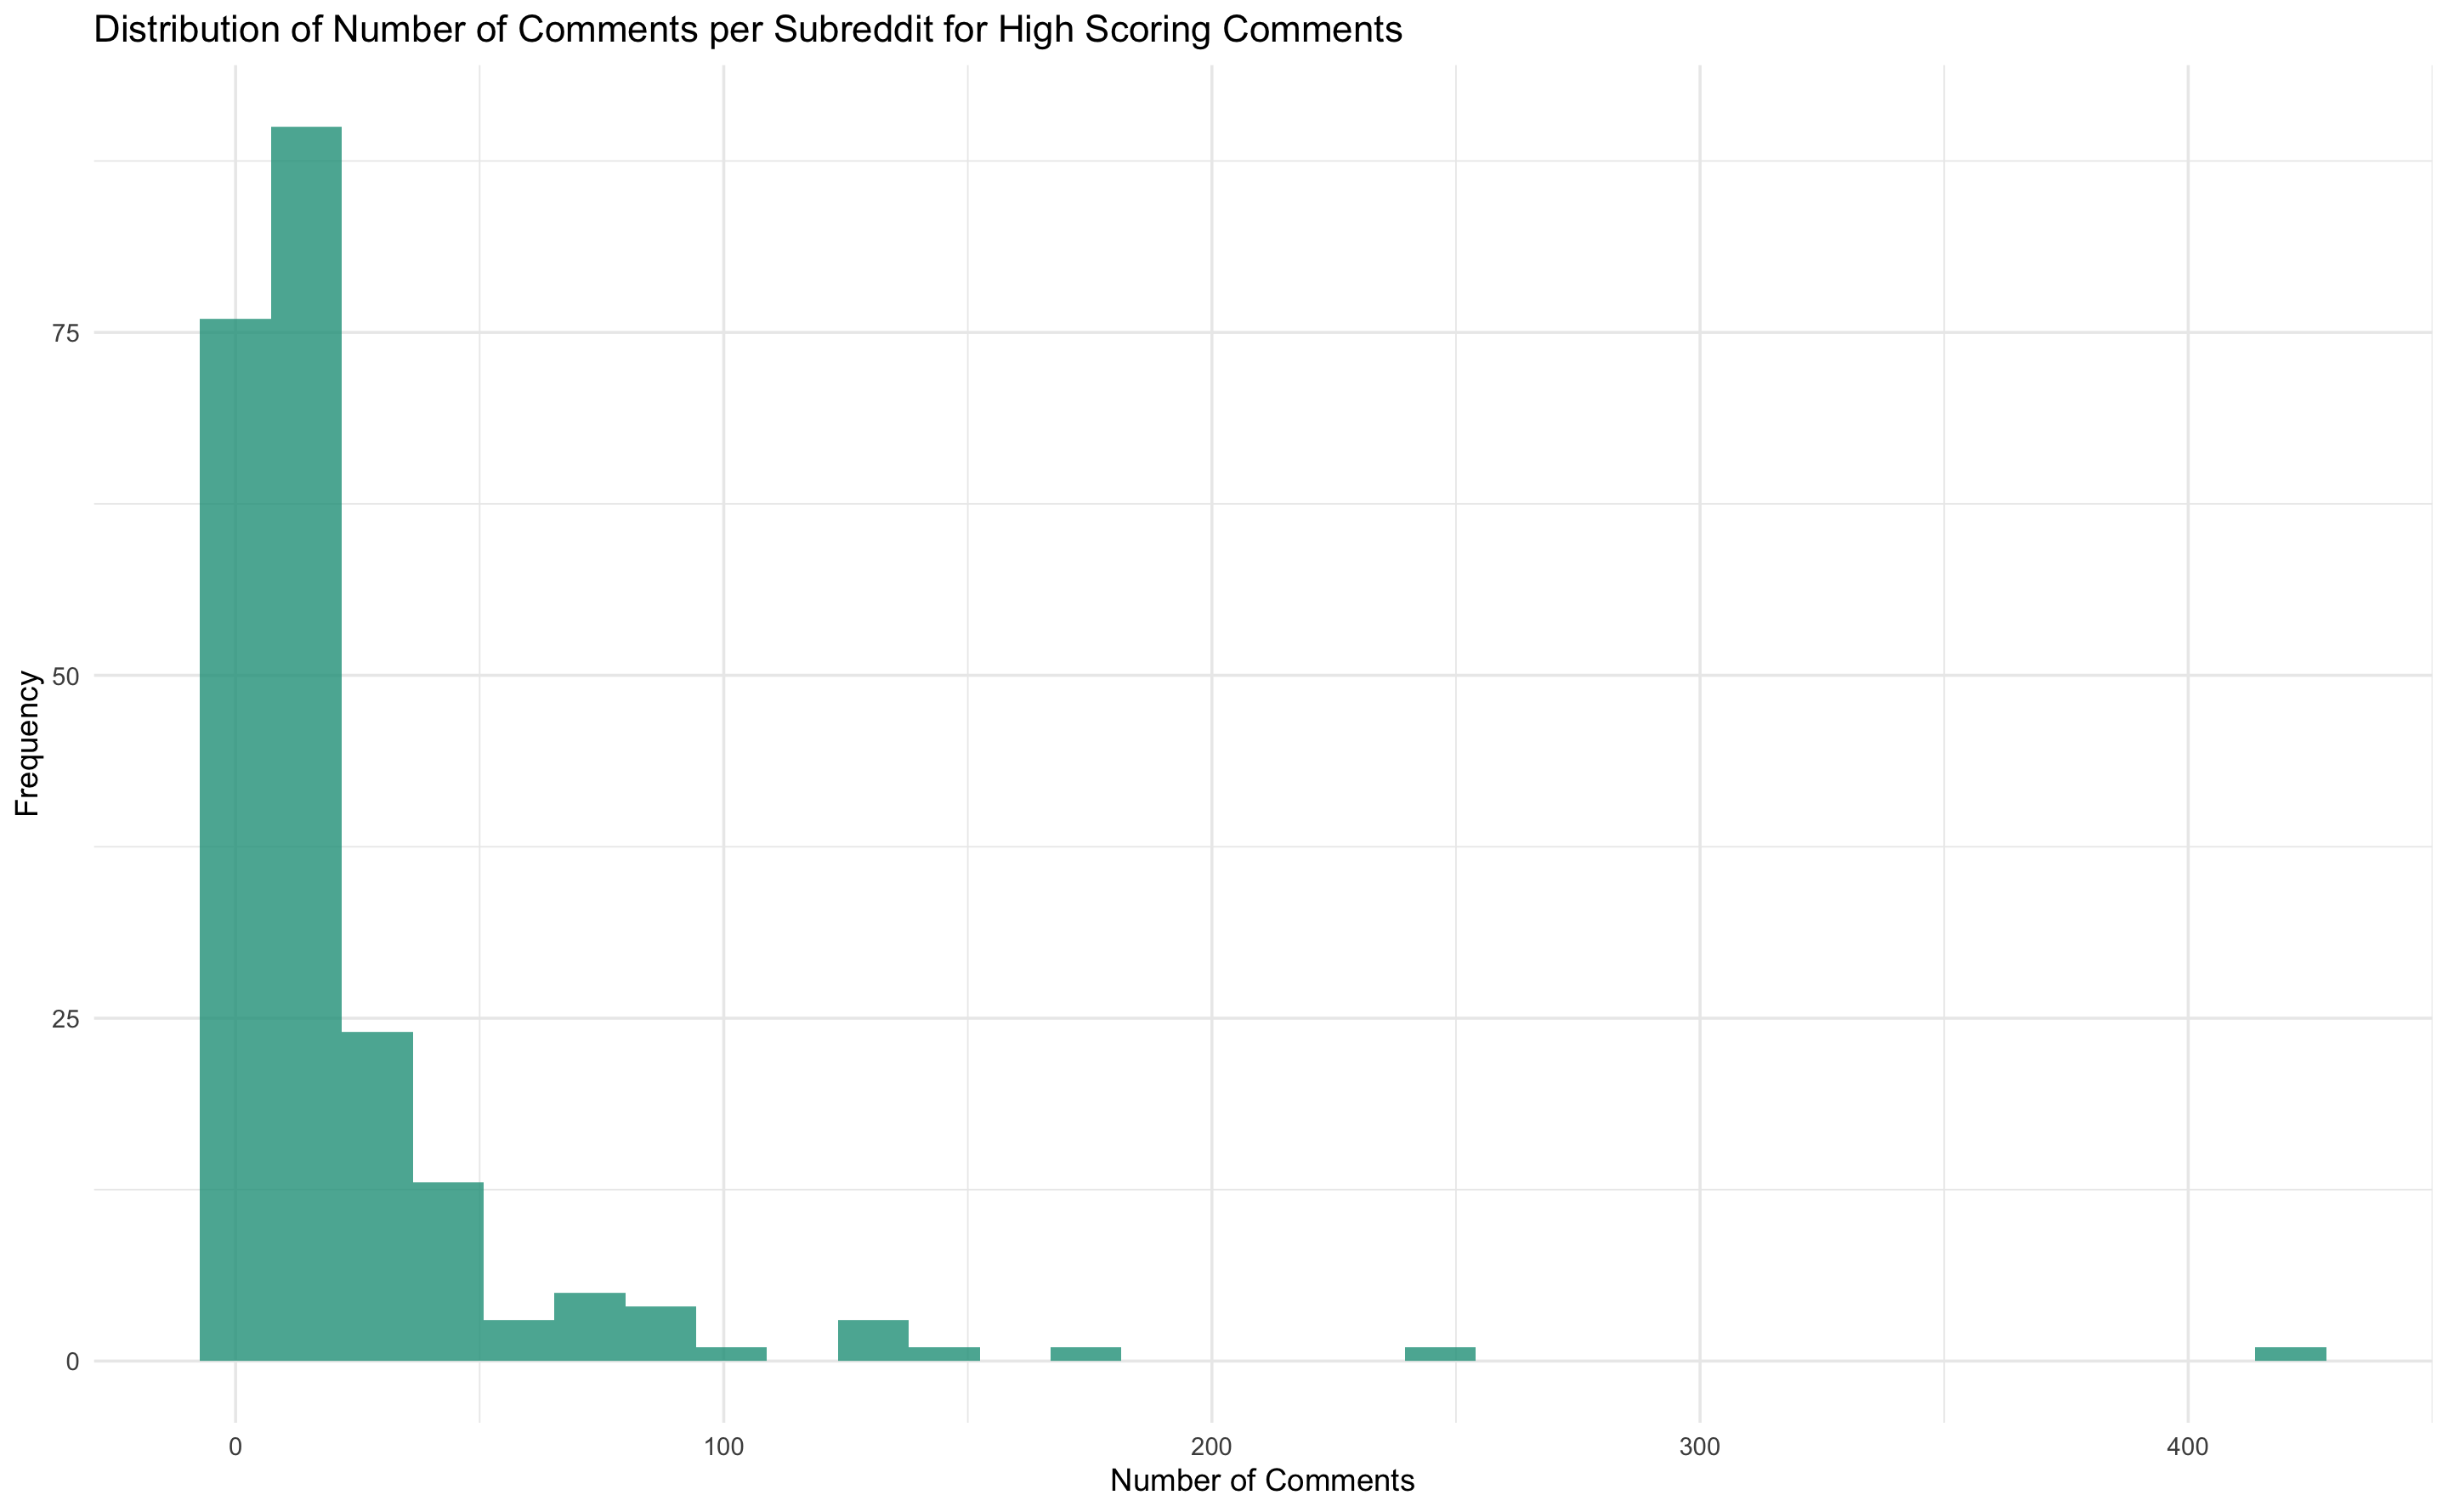 Distribution of Number of Comments per Subreddit for High Scoring Comments
75
50
25
0
Frequency
0 100 200 300 400
Number of Comments